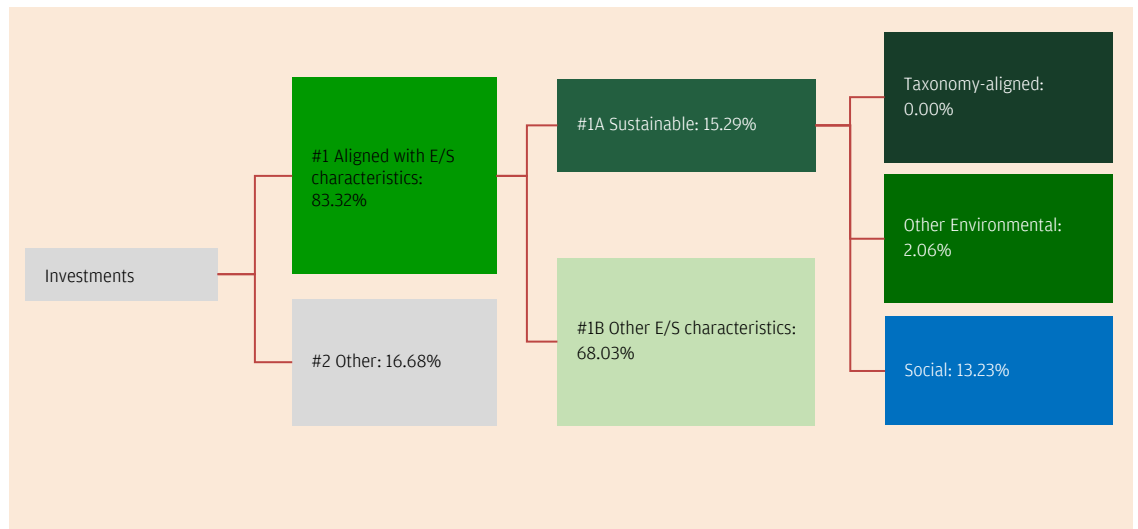 Investments
#1 Aligned with E/S
characteristics:
83.32%
#2 Other: 16.68%
#1A Sustainable: 15.29%
#1B Other E/S characteristics:
68.03%
Taxonomy-aligned:
0.00%
Other Environmental:
2.06%
Social: 13.23%